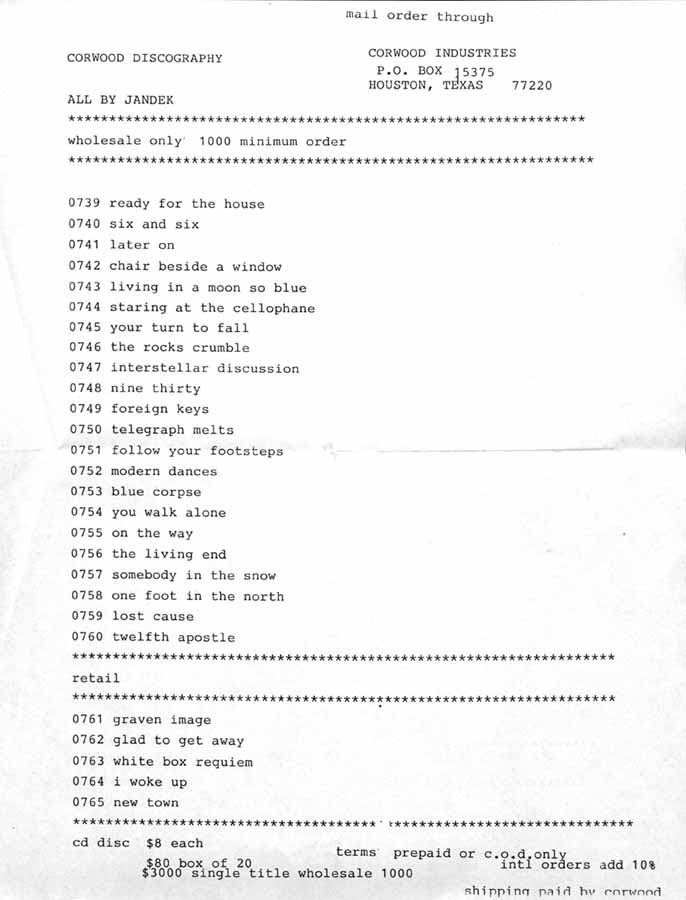 mail order through
CORWOOD DISCOGRAPHY
CORWOOD INDUSTRIES
P.O. BOX 15375
HOUSTON, TEXAS 77220
ALL BY JANDEK
***************************************************************
wholesale only 1000 minimum order
****************************************************************
0739 ready for the house
0740 six and six
0741 later on
0742 chair beside a window
0743 living in a moon so blue
0744 staring at the cellophane
0745 your turn to fall
0746 the rocks crumble
0747 interstellar discussion
0748 nine thirty
0749 foreign keys
0750 telegraph melts
0751 follow your footsteps
0752 modern dances
0753 blue corpse
0754 you walk alone
0755 on the way
0756 the living end
0757 somebody in the snow
0758 one foot in the north
0759 lost cause
0760 twelfth apostle
******************************************************************
retail
******************************************************************
0761 graven image
0762 glad to get away
0763 white box requiem
0764 i woke up
0765 new town
********************************************************************
cd disc $8 each
terms prepaid or c.o.d.only
$80 box of 20
intl orders add 10%
$3000 single title wholesale 1000
shipping paid by corwood